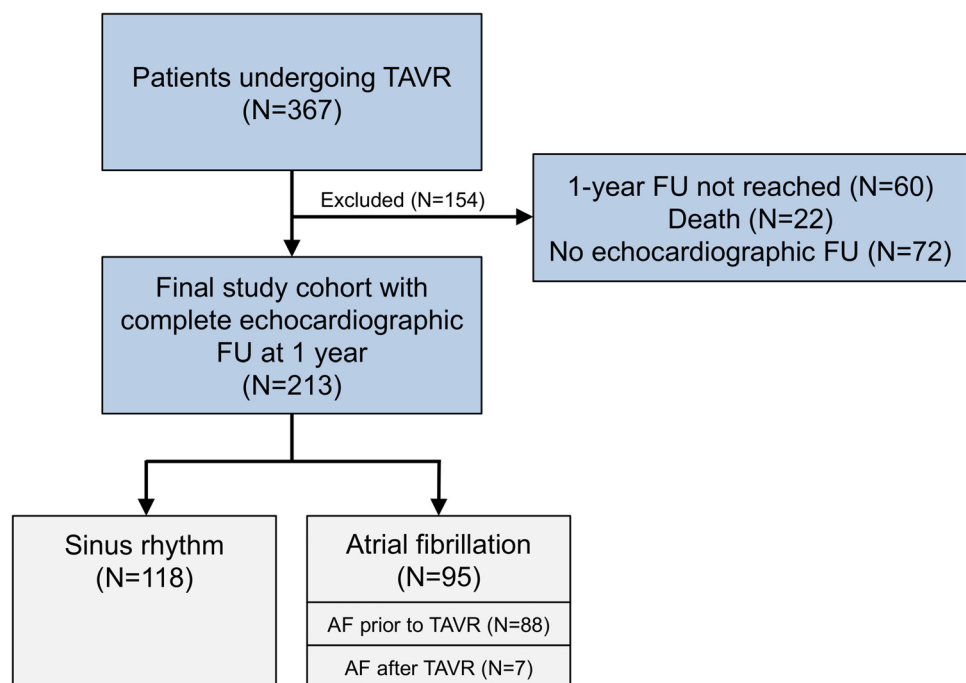 Patients undergoing TAVR
(N=367)
Excluded (N=154)
1-year FU not reached (N=60)
Death (N=22)
No echocardiographic FU (N=72)
Final study cohort with
complete echocardiographic
FU at 1 year
(N=213)
Sinus rhythm
(N=118)
Atrial fibrillation
(N=95)
AF prior to TAVR (N=88)
AF after TAVR (N=7)